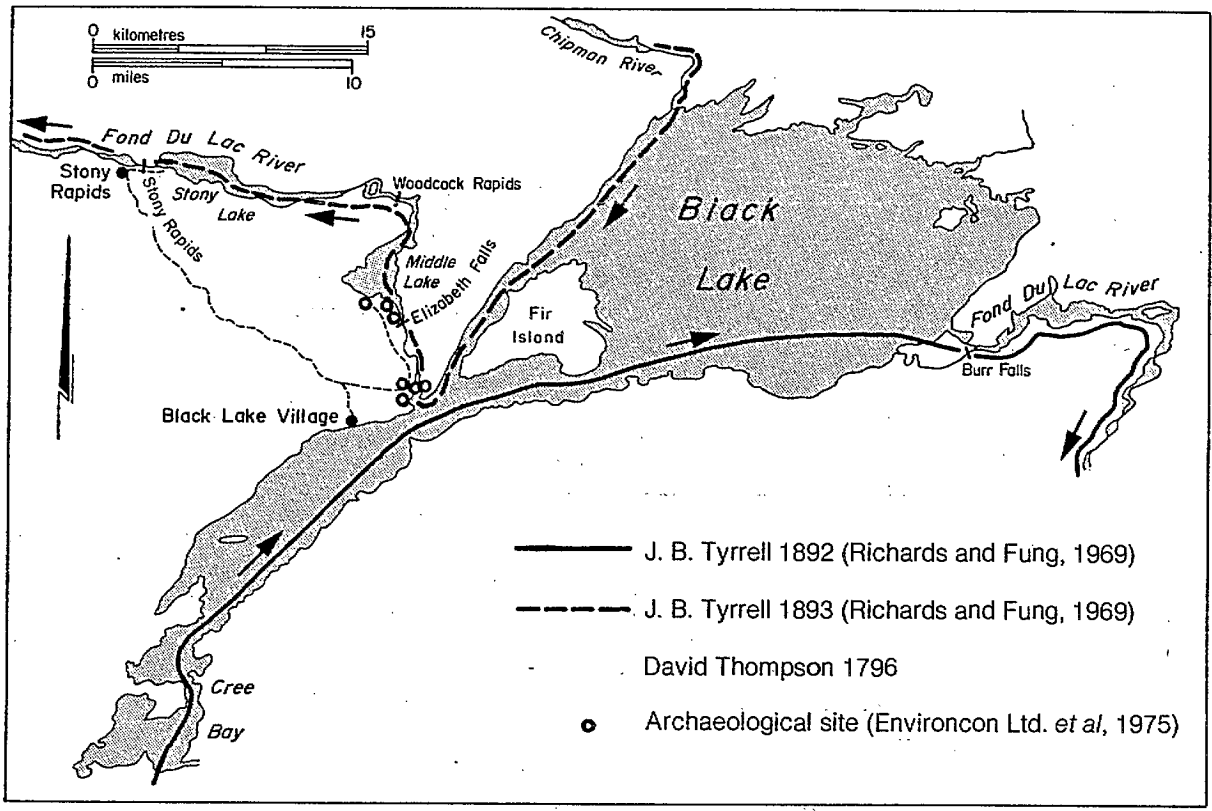 0 kilometres 15
0 miles 10
Chipman River
Fond Du Lac River
Stony
Rapids
Stony Rapids
Stony
Lake
Woodcock Rapids
Black
Lake
Middle
Lake
Elizabeth Falls
Fir
Island
Fond Du Lac River
Burr Falls
Black Lake Village
Cree
Bay
J. B. Tyrrell 1892 (Richards and Fung, 1969)
J. B. Tyrrell 1893 (Richards and Fung, 1969)
David Thompson 1796
Archaeological site (Environcon Ltd. et al, 1975)